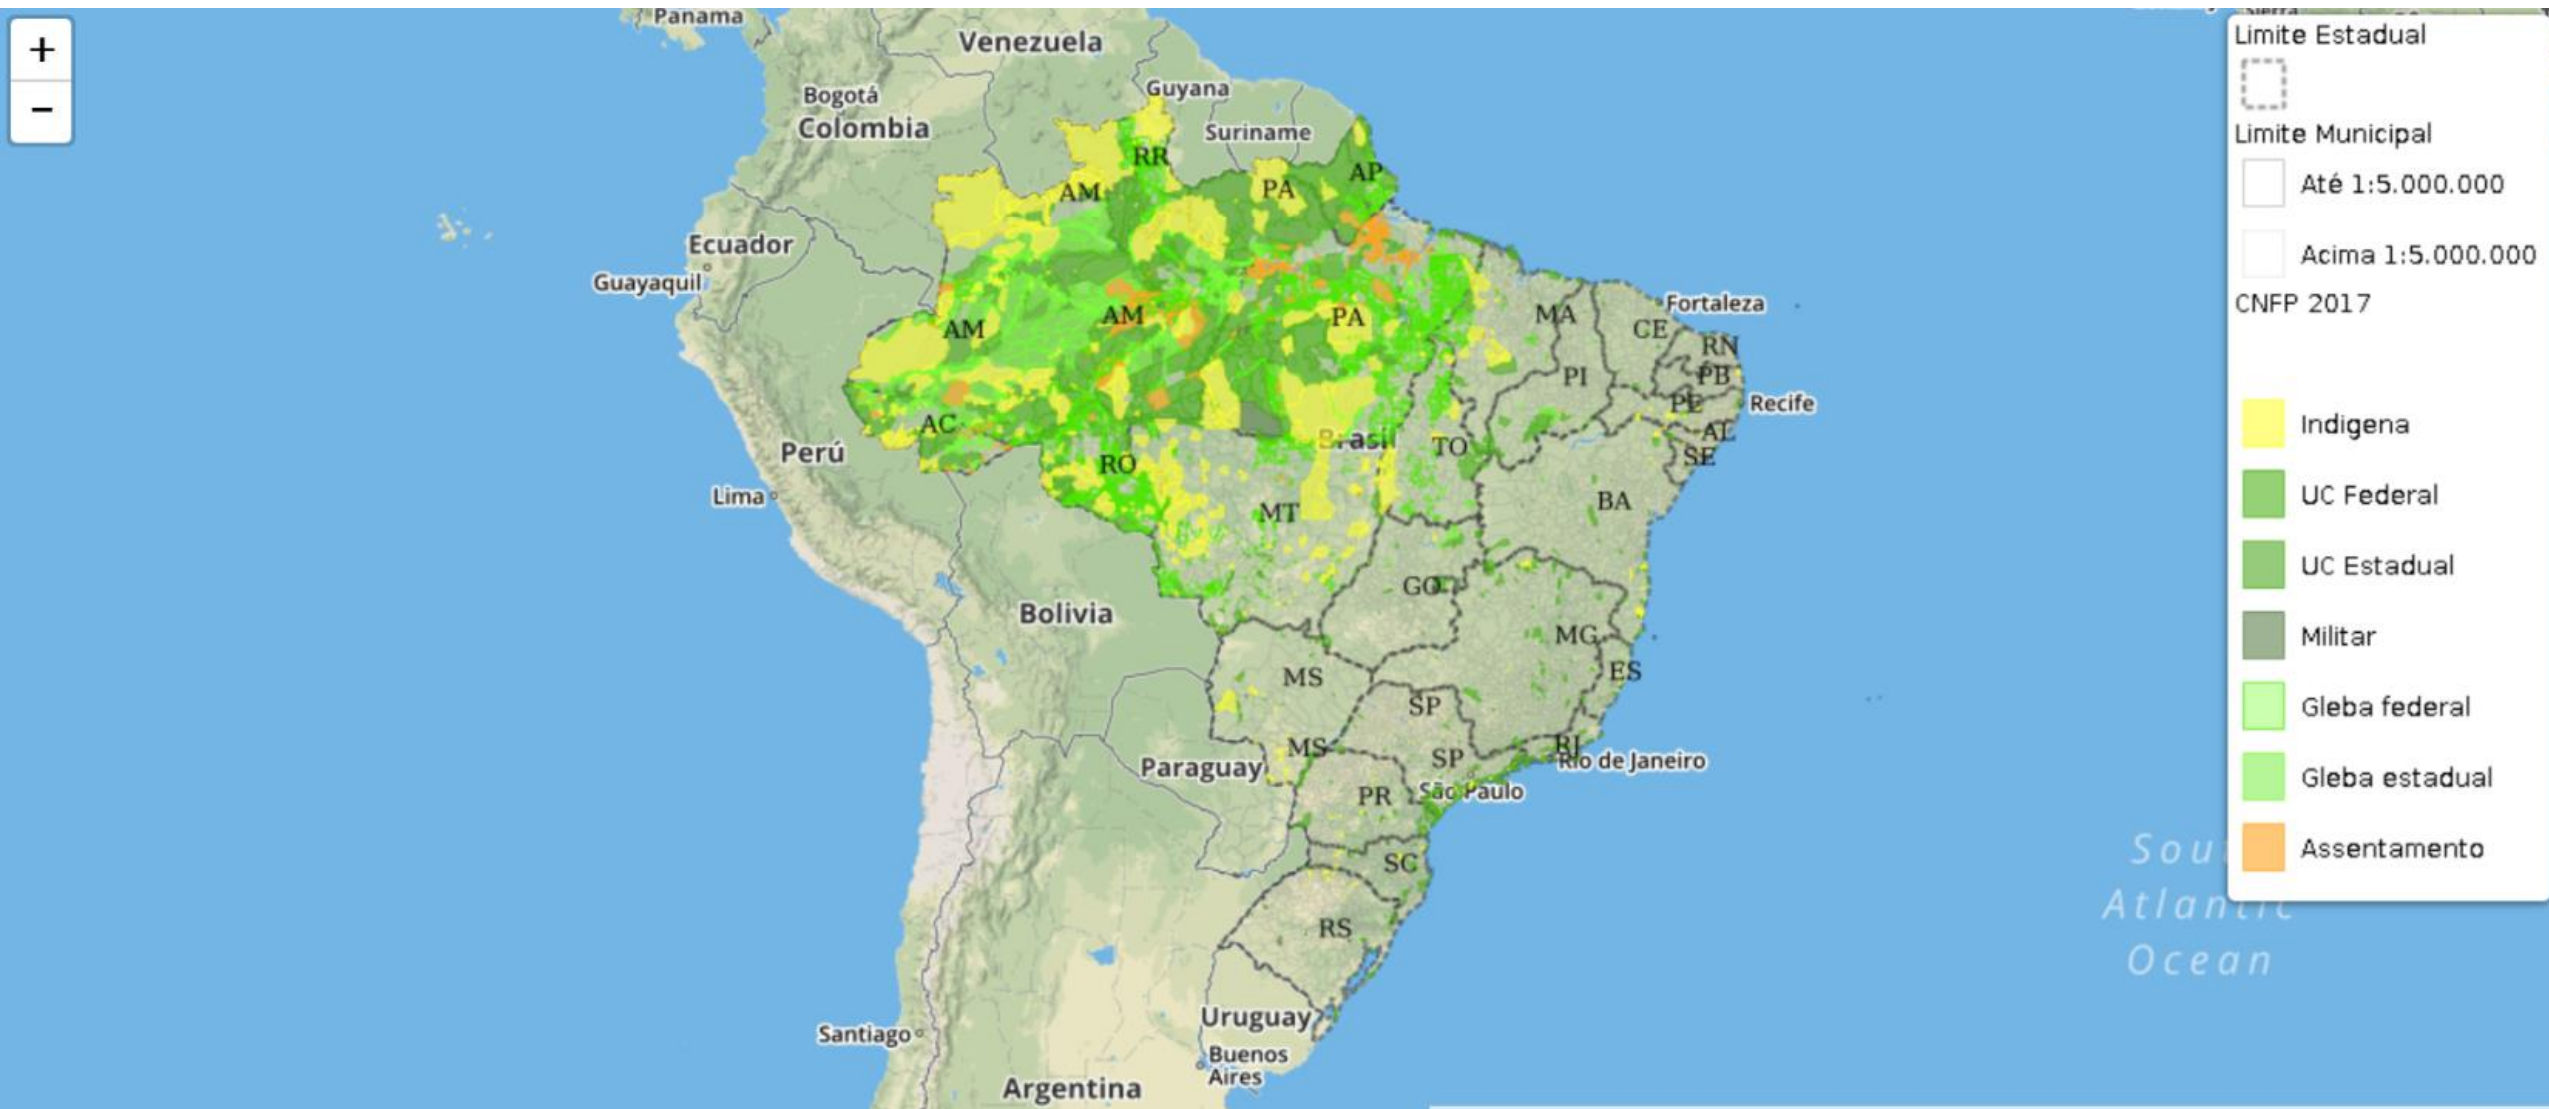 +
−
Panama
Venezuela
Guyana
Bogotá
Colombia
Suriname
RR
AP
AM
PA
Ecuador
Guayaquil
AM
AM
PA
MA
Fortaleza
CE
RN
PI
PB
PE
Recife
AC
AL
Brasil
TO
SE
Perú
RO
Lima
MT
BA
GO
Bolivia
MG
ES
MS
SP
RJ
MS
SP
Rio de Janeiro
Paraguay
PR
São Paulo
SC
RS
Uruguay
Santiago
Buenos
Aires
Argentina
Atlantic
Ocean
Limite Estadual
Limite Municipal
Até 1:5.000.000
Acima 1:5.000.000
CNFP 2017
Indigena
UC Federal
UC Estadual
Militar
Gleba federal
Gleba estadual
Assentamento